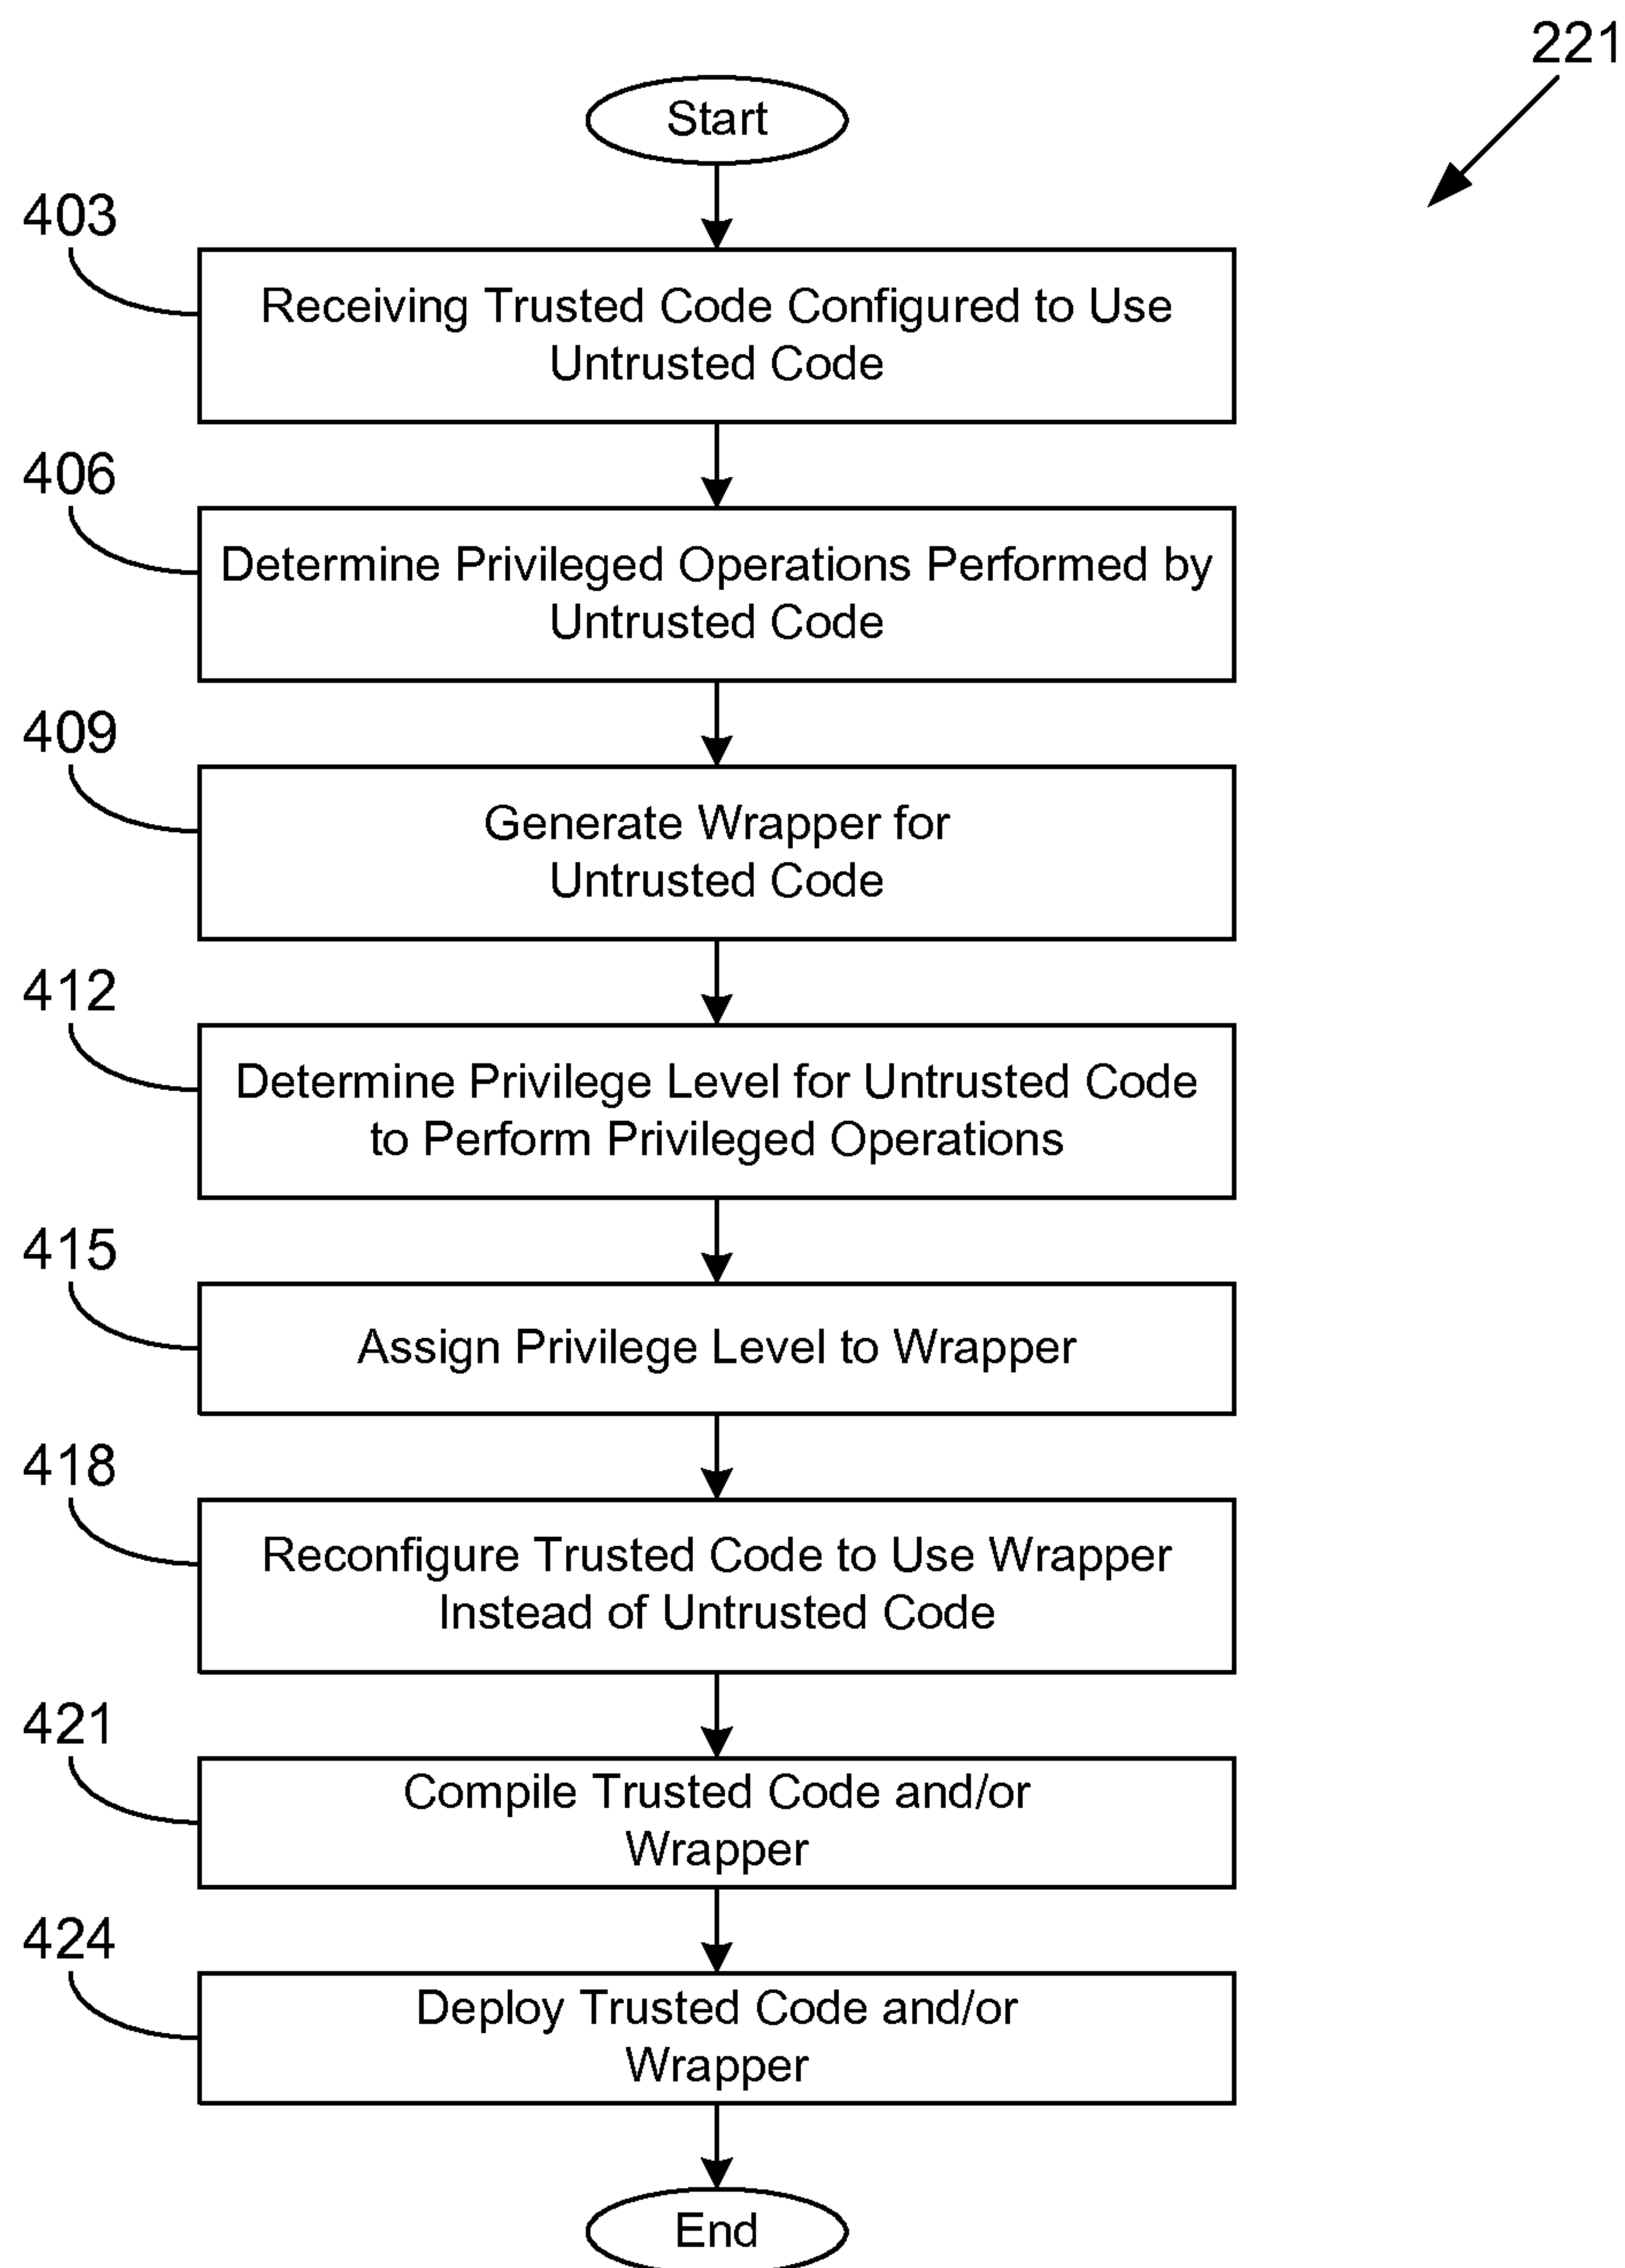 221
Start
403
Receiving Trusted Code Configured to Use
Untrusted Code
406
Determine Privileged Operations Performed by
Untrusted Code
409
Generate Wrapper for
Untrusted Code
412
Determine Privilege Level for Untrusted Code
to Perform Privileged Operations
415
Assign Privilege Level to Wrapper
418
Reconfigure Trusted Code to Use Wrapper
Instead of Untrusted Code
421
Compile Trusted Code and/or
Wrapper
424
Deploy Trusted Code and/or
Wrapper
End